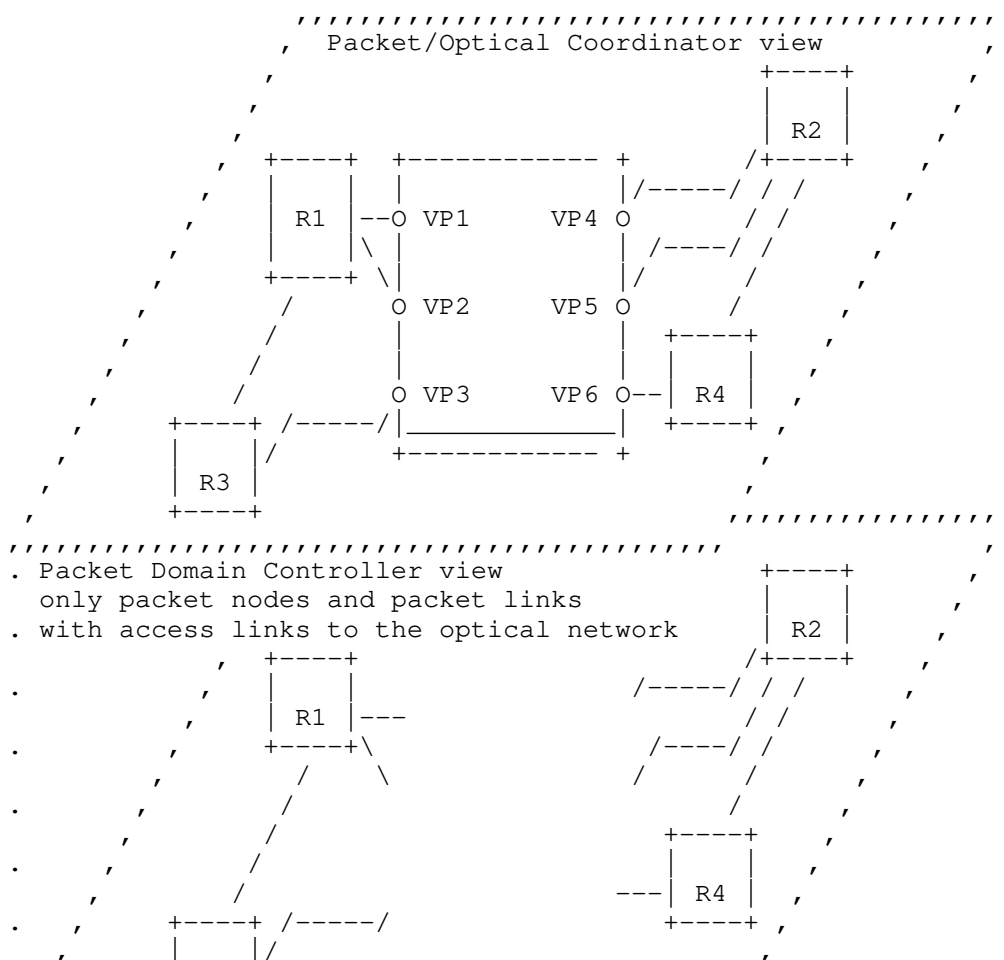 Packet/Optical Coordinator view
R2
R1 VP1 VP4
VP2 VP5
VP3 VP6 R4
R3
Packet Domain Controller view
only packet nodes and packet links
with access links to the optical network R2
R1
R4